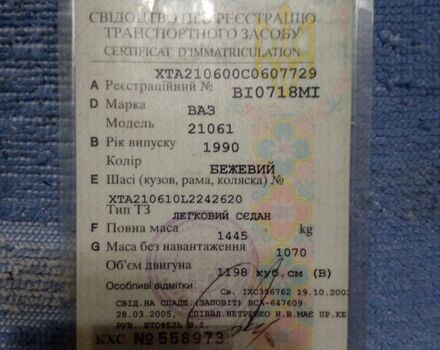 СВІДОЦТВО ПРО РЕЄСТРАЦІЮ
ТРАНСПОРТНОГО ЗАСОБУ
CERTIFICAT D'IMMATRICULATION
XTA210600C0607729
A Реєстраційний № BI0718MI
D Марка ВАЗ
Модель 21061
B Рік випуску 1990
Колір БЕЖЕВИЙ
E Шасі (кузов, рама, коляска) №
XTA210610L2242620
Тип ТЗ ЛЕГКОВИЙ СЄДАН
F Повна маса 1445 kg
G Маса без навантаження 1070
Об'єм двигуна 1198 куб.см (B)
Особливі відмітки Св. ІХС356762 19.10.2002
СВІД.НА СПАДЩ.(ЗАПОВІТ) ВСА-647609
28.03.2005, СПІВВЛ.НЕТРЕБКО Н.В.МАЄ ПР.КЕ
РУВ. ШТОФЕЛЬ В.І.
КХС № 558973